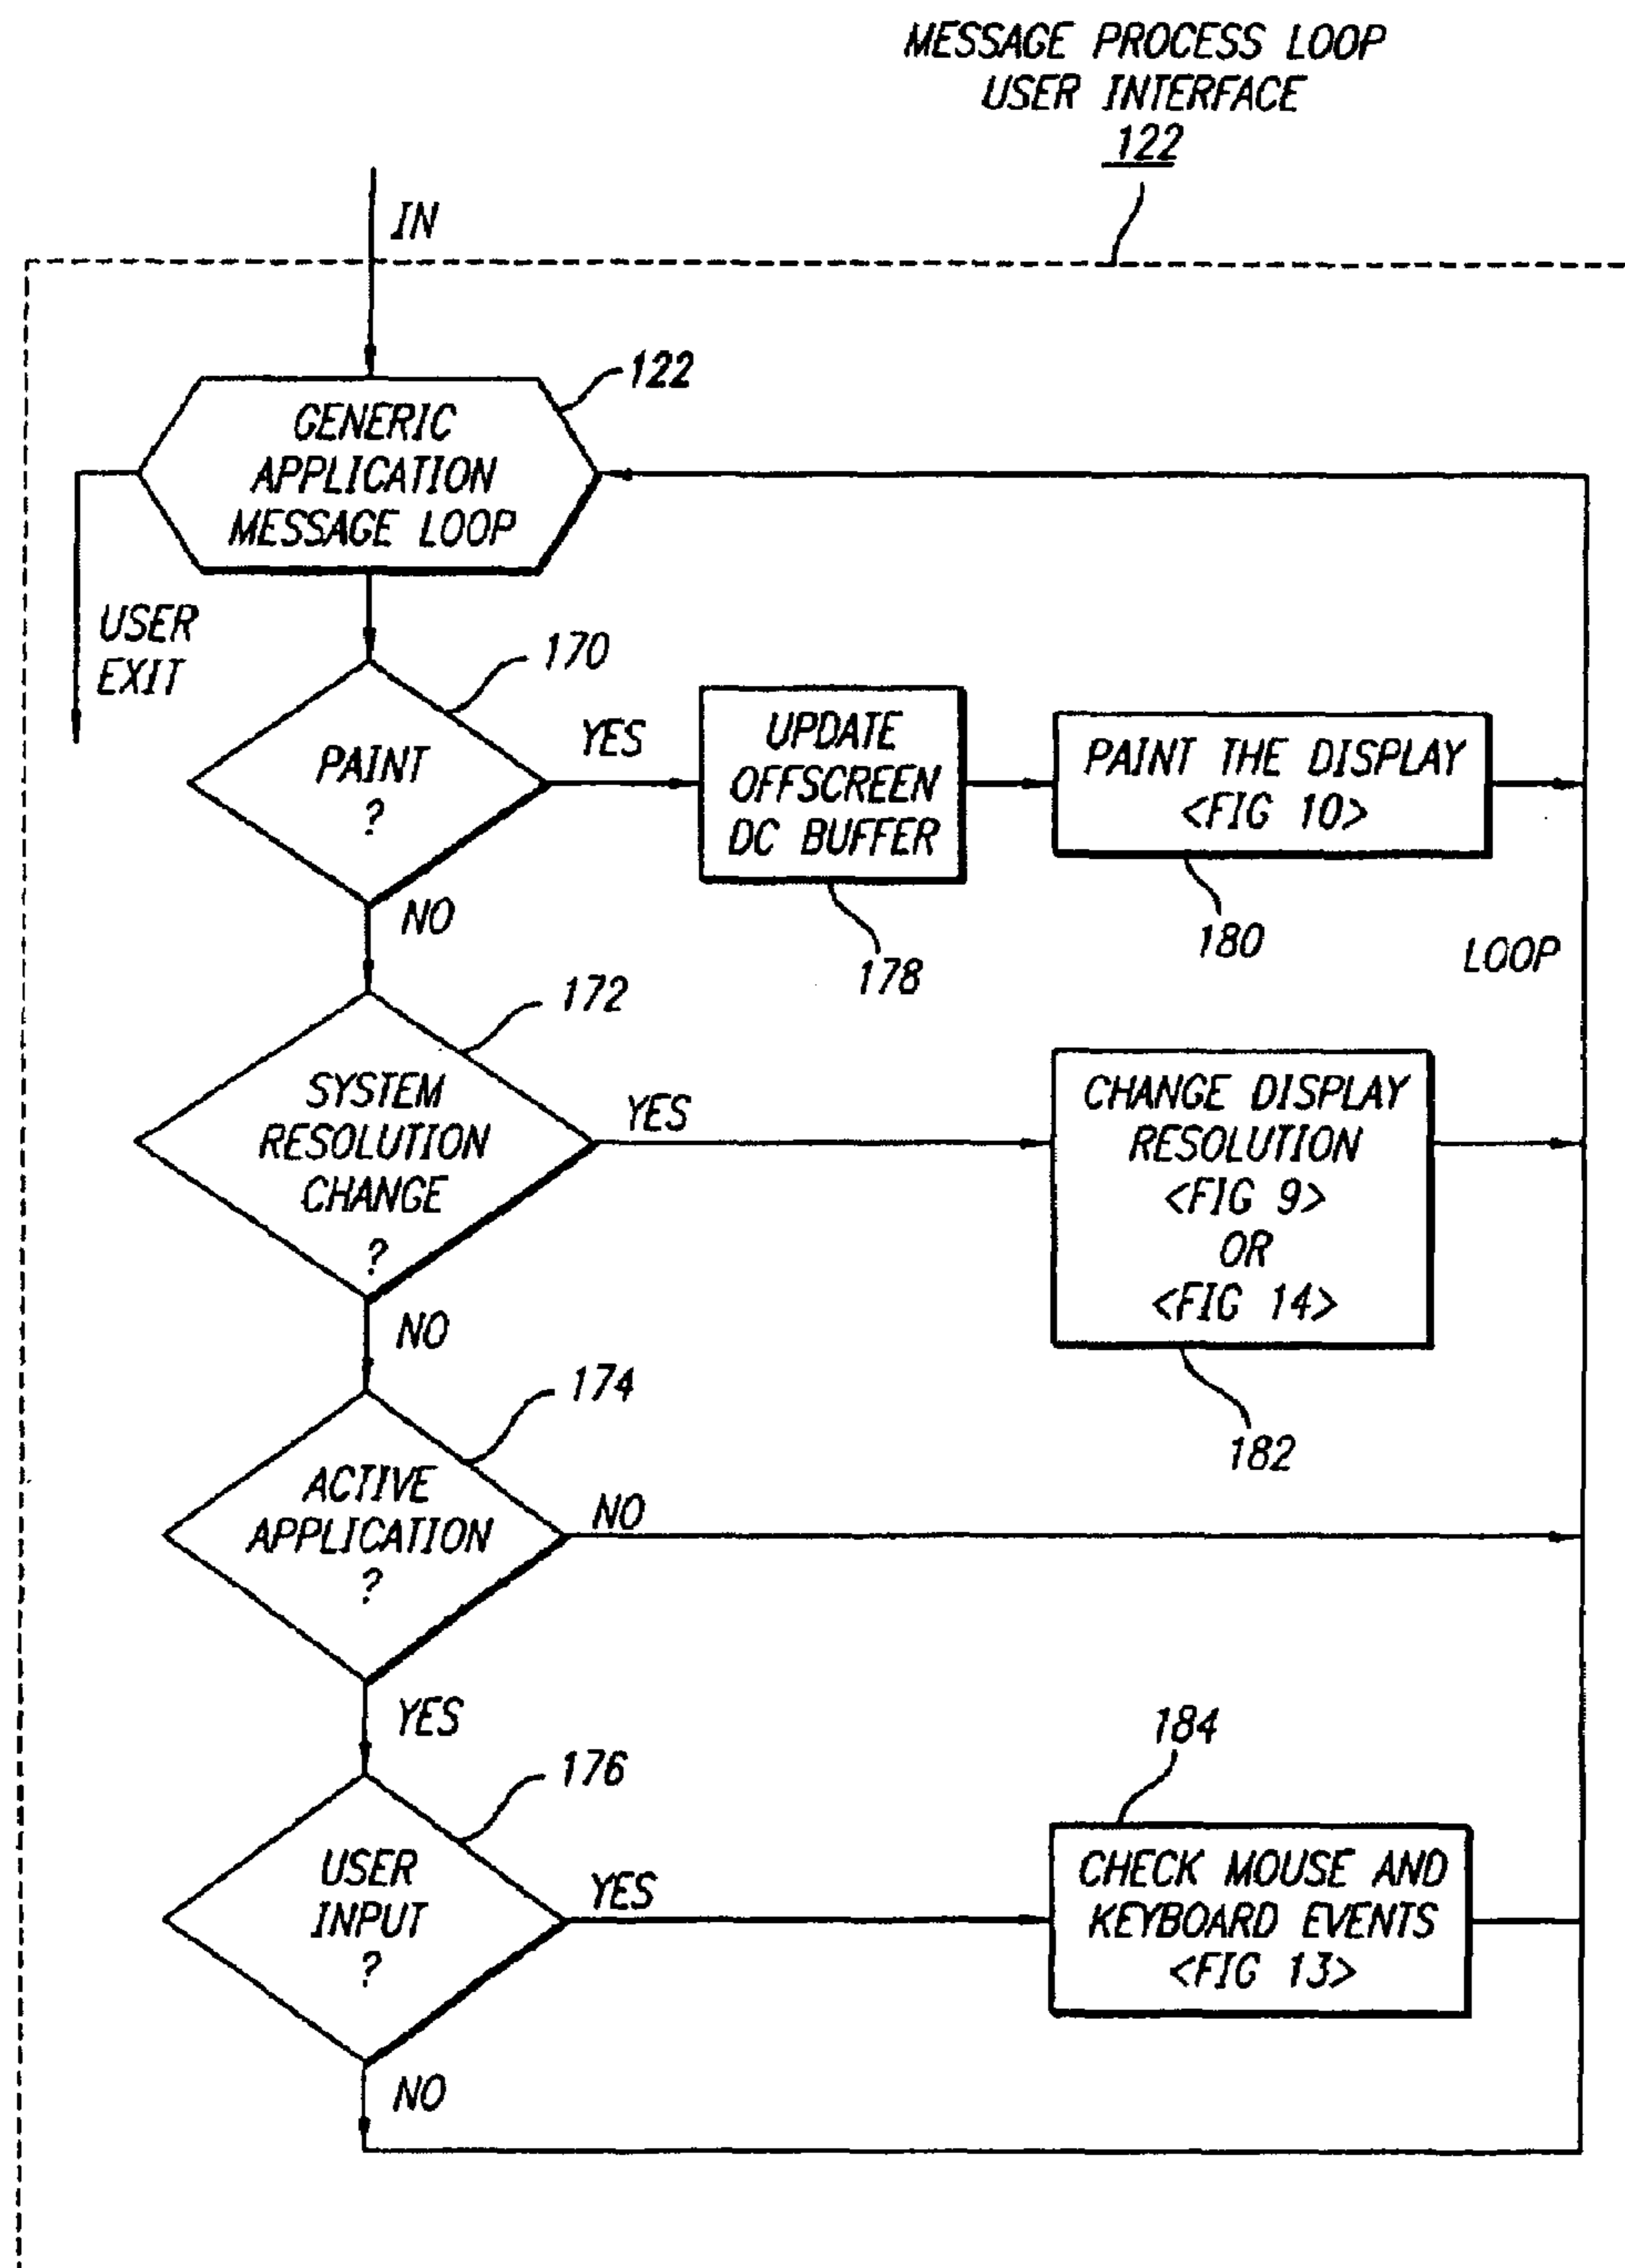 MESSAGE PROCESS LOOP
USER INTERFACE
122
IN
122
GENERIC
APPLICATION
MESSAGE LOOP
USER
EXIT
170
PAINT
?
YES
UPDATE
OFFSCREEN
DC BUFFER
178
PAINT THE DISPLAY
<FIG 10>
180
LOOP
NO
172
SYSTEM
RESOLUTION
CHANGE
?
YES
CHANGE DISPLAY
RESOLUTION
<FIG 9>
OR
<FIG 14>
182
NO
174
ACTIVE
APPLICATION
?
NO
YES
176
USER
INPUT
?
YES
184
CHECK MOUSE AND
KEYBOARD EVENTS
<FIG 13>
NO